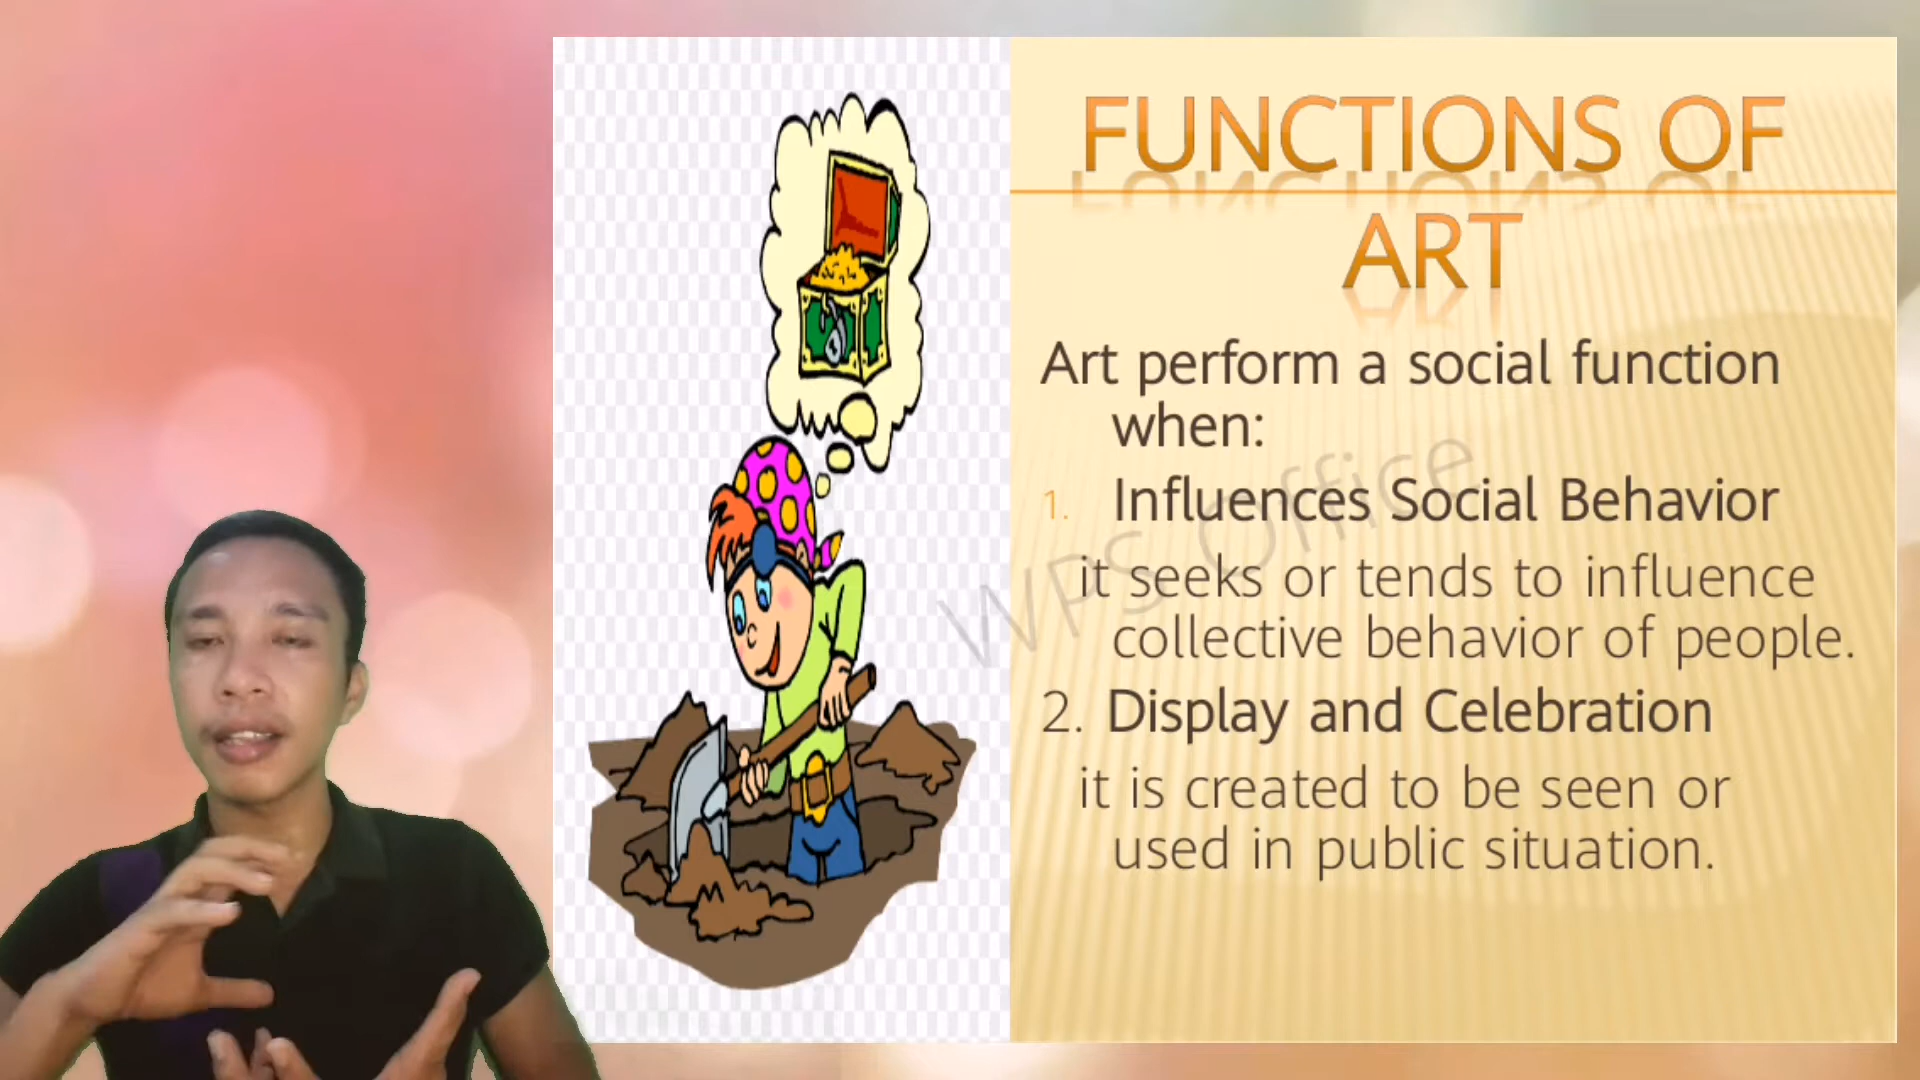 FUNCTIONS OF
ART
Art perform a social function
when:
1. Influences Social Behavior
it seeks or tends to influence
collective behavior of people.
2. Display and Celebration
it is created to be seen or
used in public situation.
WPS Office